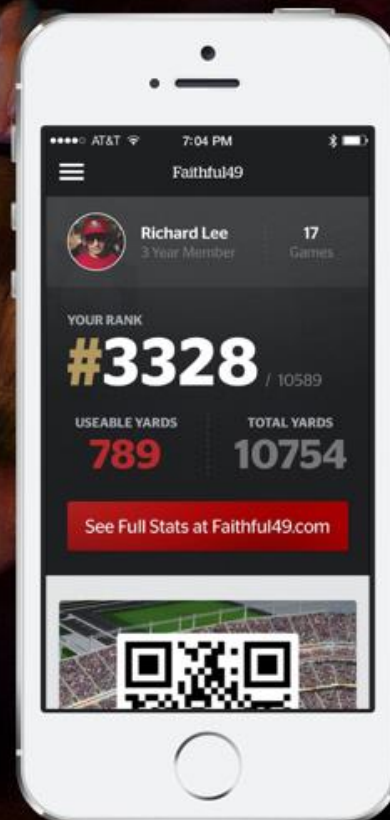 AT&T 7:04 PM
Faithful49
Richard Lee 17
3 Year Member Games
YOUR RANK
#3328 / 10589
USEABLE YARDS TOTAL YARDS
789 10754
See Full Stats at Faithful49.com